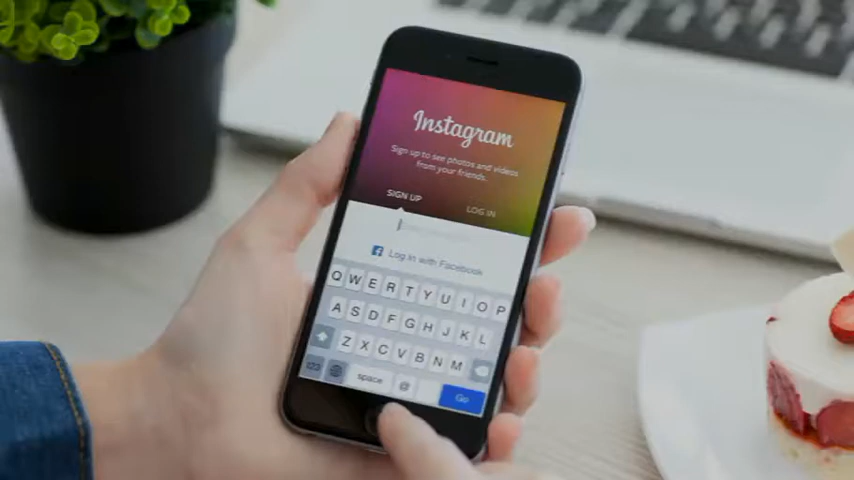 Instagram
Sign up to see photos and videos
from your friends.
SIGN UP
LOG IN
Log In with Facebook
Q W E R T Y U I O P
A S D F G H J K L
Z X C V B N M
123 space @ Go